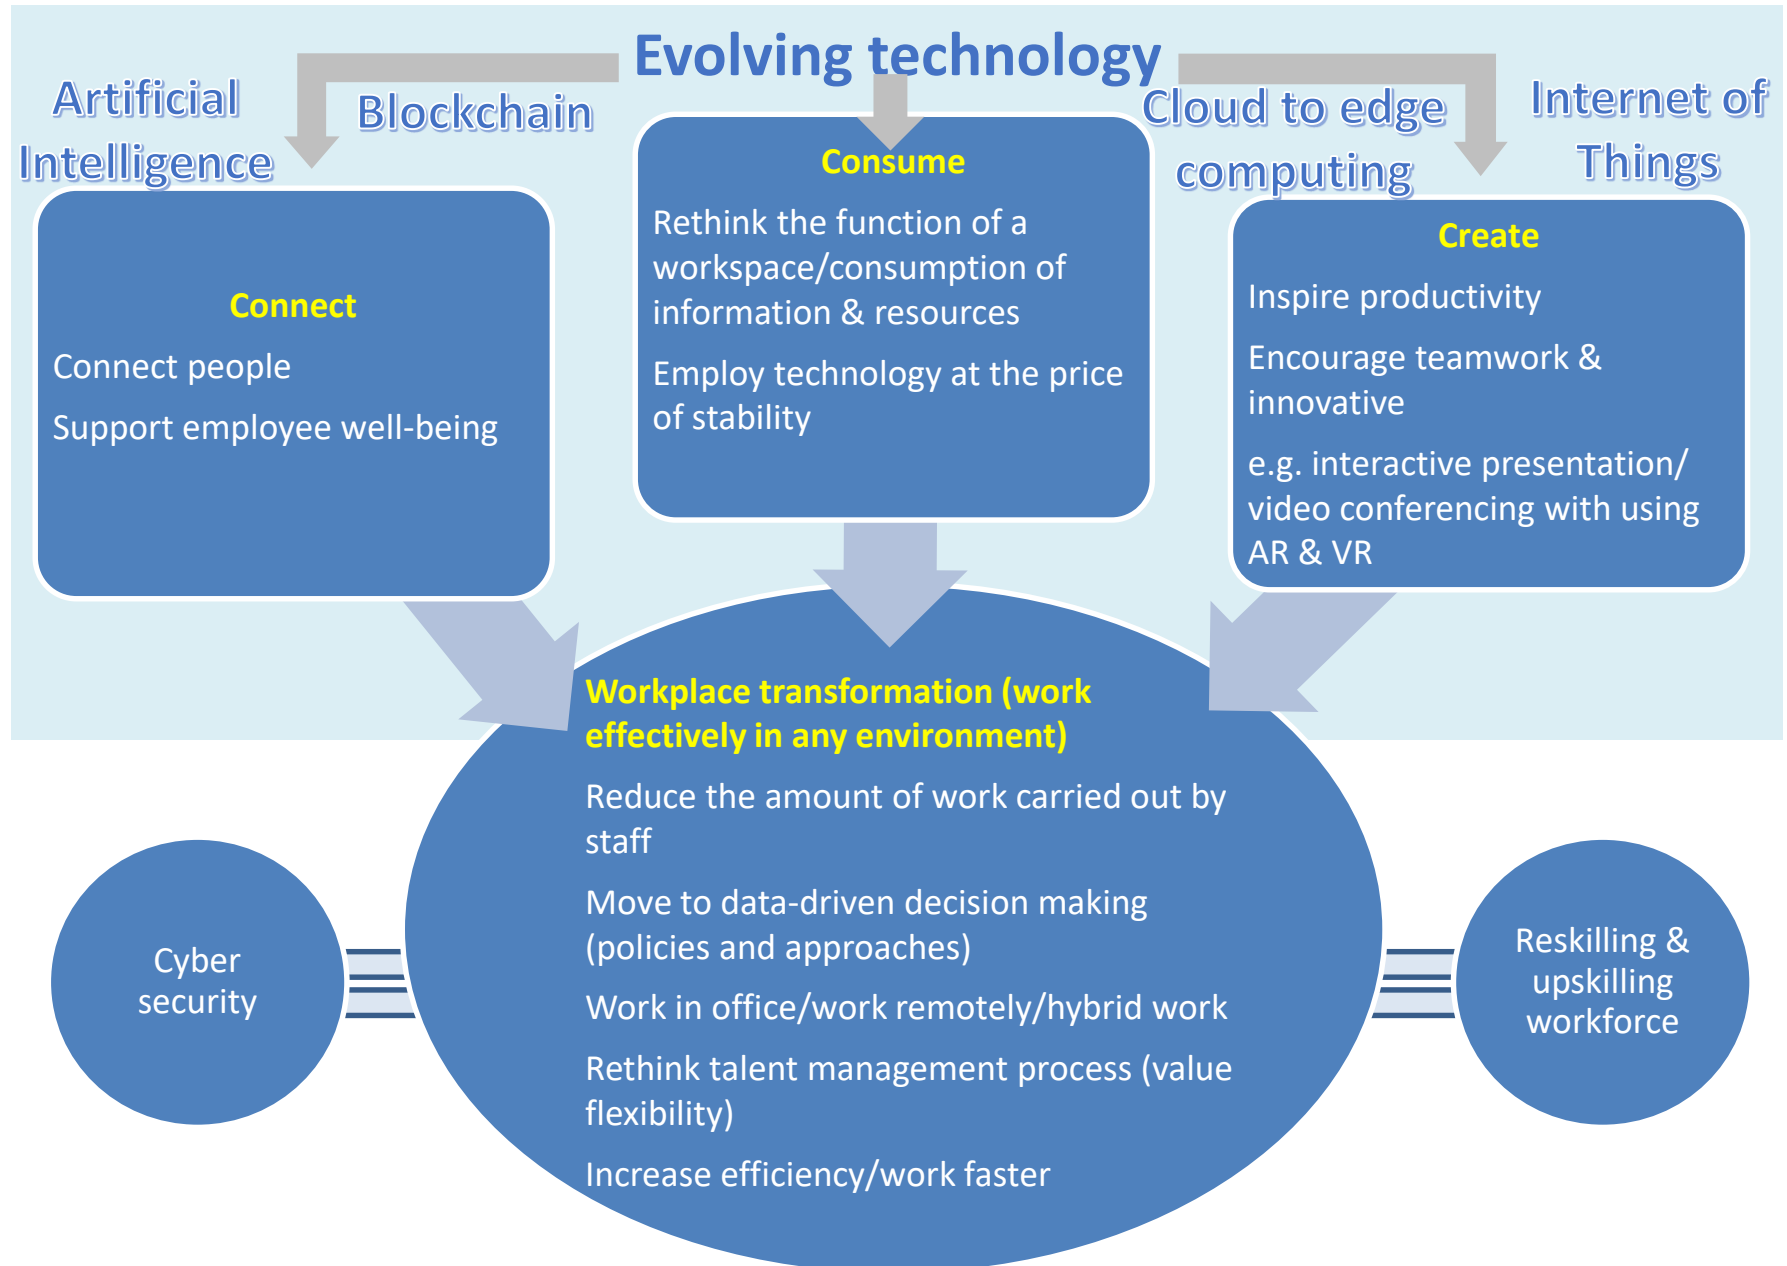 Evolving technology
Artificial
Intelligence
Blockchain
Cloud to edge
computing
Internet of
Things
Connect
Connect people
Support employee well-being
Consume
Rethink the function of a
workspace/consumption of
information & resources
Employ technology at the price
of stability
Create
Inspire productivity
Encourage teamwork &
innovative
e.g. interactive presentation/
video conferencing with using
AR & VR
Workplace transformation (work
effectively in any environment)
Reduce the amount of work carried out by
staff
Move to data-driven decision making
(policies and approaches)
Work in office/work remotely/hybrid work
Rethink talent management process (value
flexibility)
Increase efficiency/work faster
Cyber
security
Reskilling &
upskilling
workforce